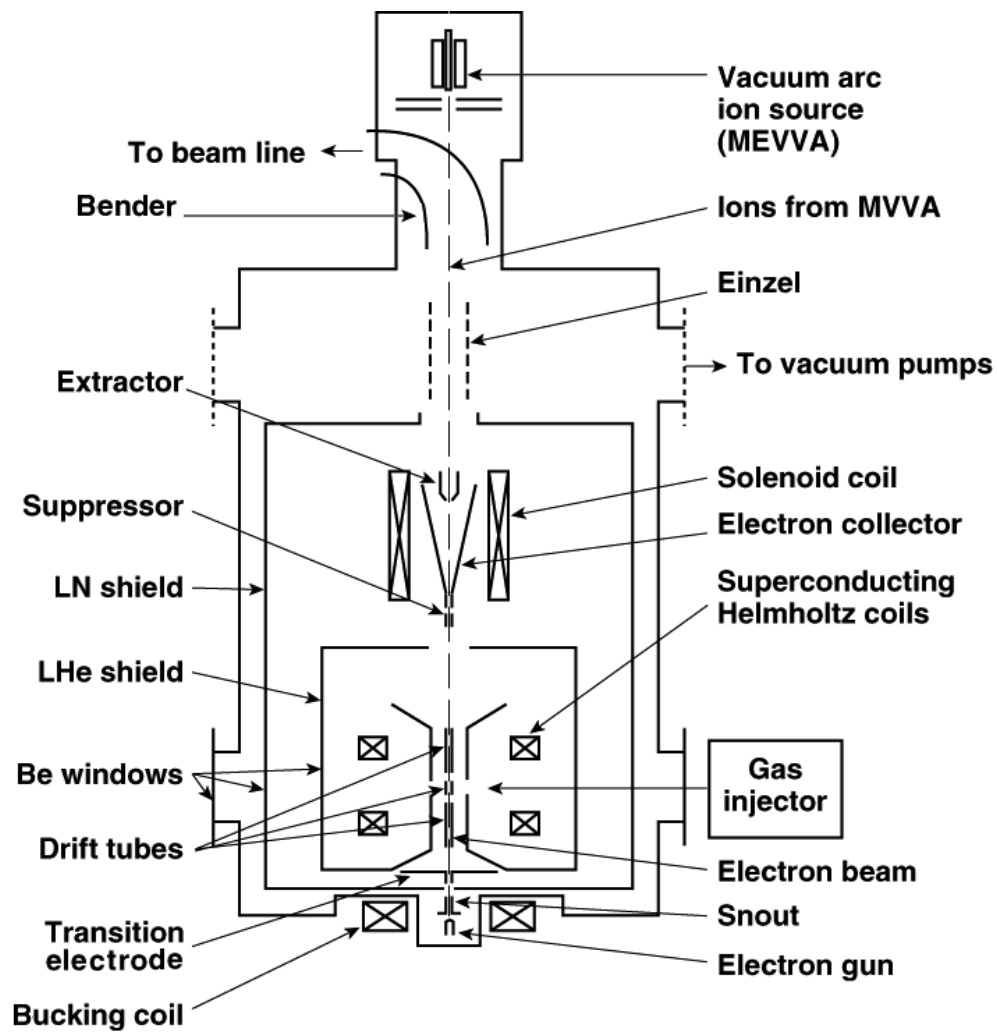 Vacuum arc
ion source
(MEVVA)
To beam line
Bender
Ions from MVVA
Einzel
To vacuum pumps
Extractor
Solenoid coil
Suppressor
Electron collector
LN shield
Superconducting
Helmholtz coils
LHe shield
Be windows
Gas
injector
Drift tubes
Electron beam
Snout
Transition
electrode
Electron gun
Bucking coil